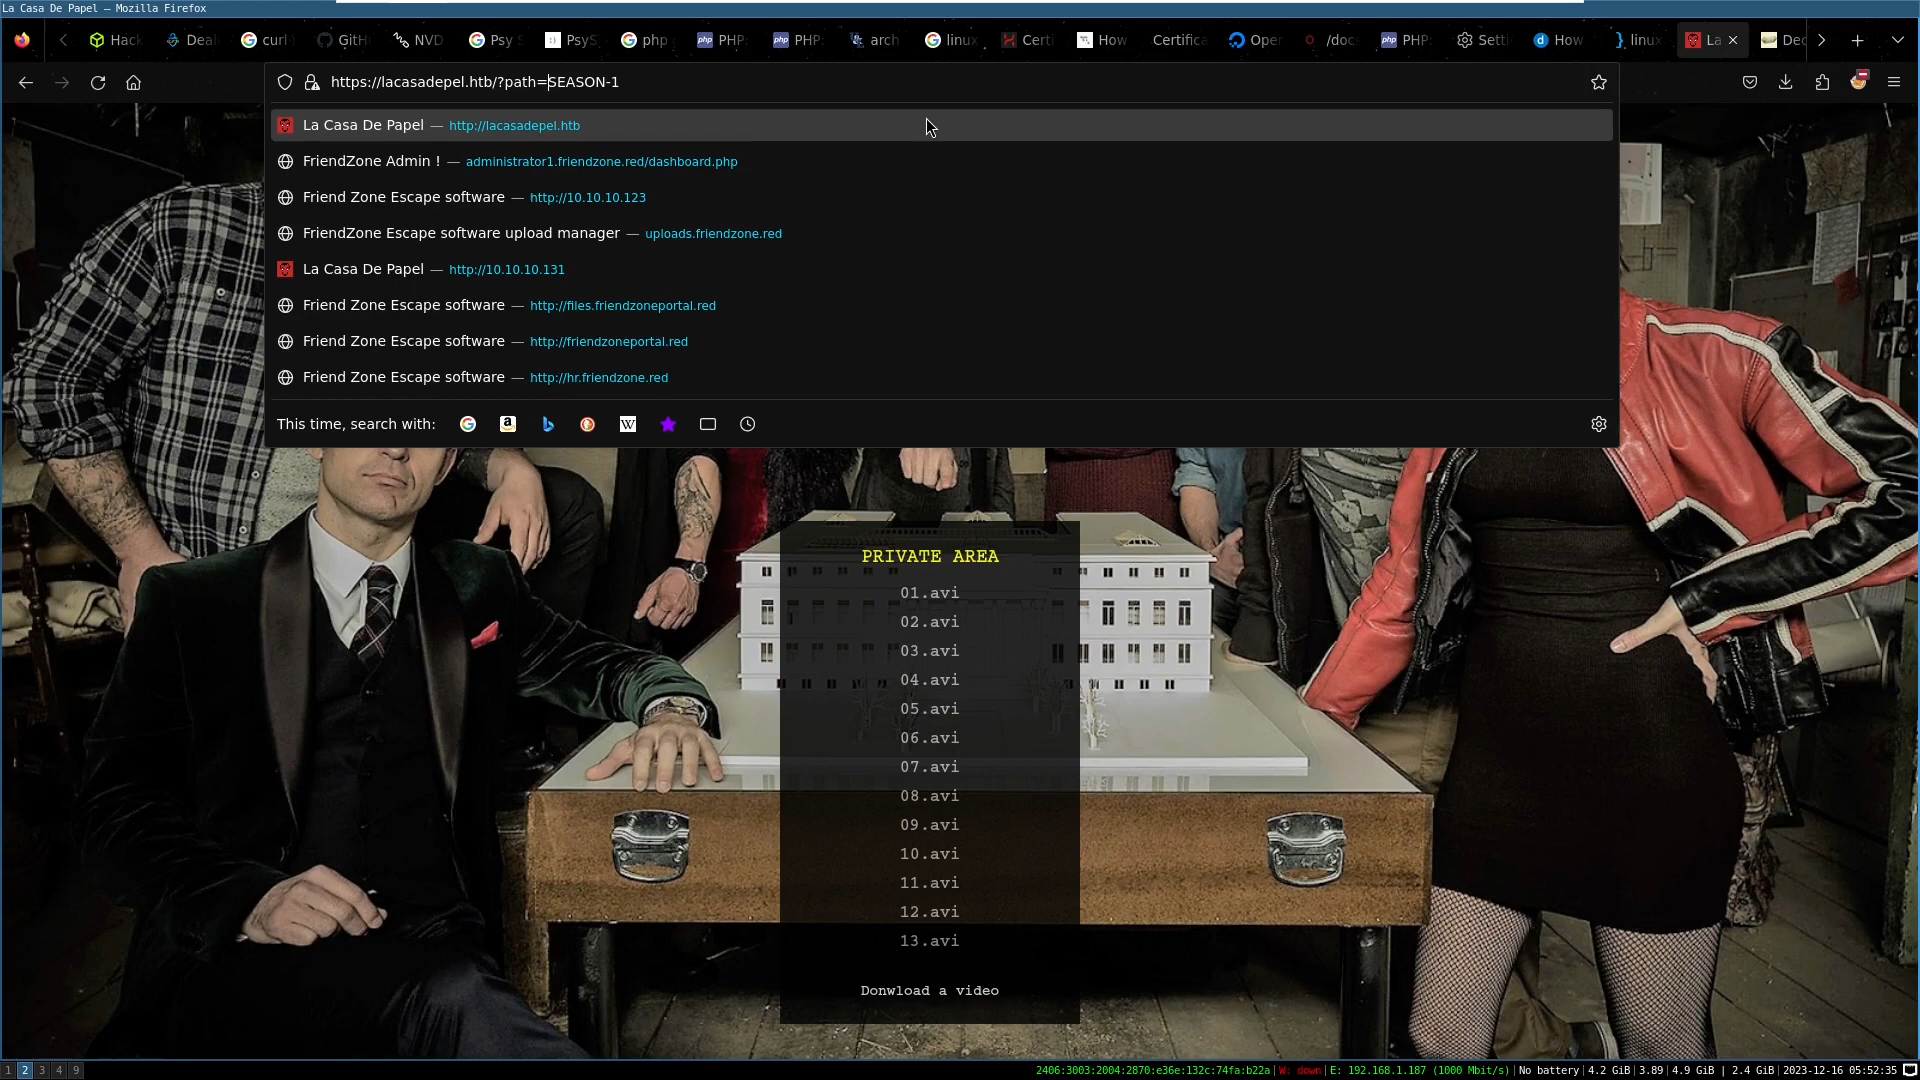 La Casa De Papel — Mozilla Firefox
Hack Deal curl GitH NVD Psy S PsyS php PHP: PHP: arch linux Certi How Certifica Oper /doc PHP: Setti How linux La Dec
https://lacasadepel.htb/?path=SEASON-1
La Casa De Papel — http://lacasadepel.htb
FriendZone Admin ! — administrator1.friendzone.red/dashboard.php
Friend Zone Escape software — http://10.10.10.123
FriendZone Escape software upload manager — uploads.friendzone.red
La Casa De Papel — http://10.10.10.131
Friend Zone Escape software — http://files.friendzoneportal.red
Friend Zone Escape software — http://friendzoneportal.red
Friend Zone Escape software — http://hr.friendzone.red
This time, search with:
PRIVATE AREA
01.avi
02.avi
03.avi
04.avi
05.avi
06.avi
07.avi
08.avi
09.avi
10.avi
11.avi
12.avi
13.avi
Donwload a video
1 2 3 4 9 2406:3003:2004:2870:e36e:132c:74fa:b22a|W: down|E: 192.168.1.187 (1000 Mbit/s)|No battery|4.2 GiB|3.89|4.9 GiB | 2.4 GiB|2023-12-16 05:52:35